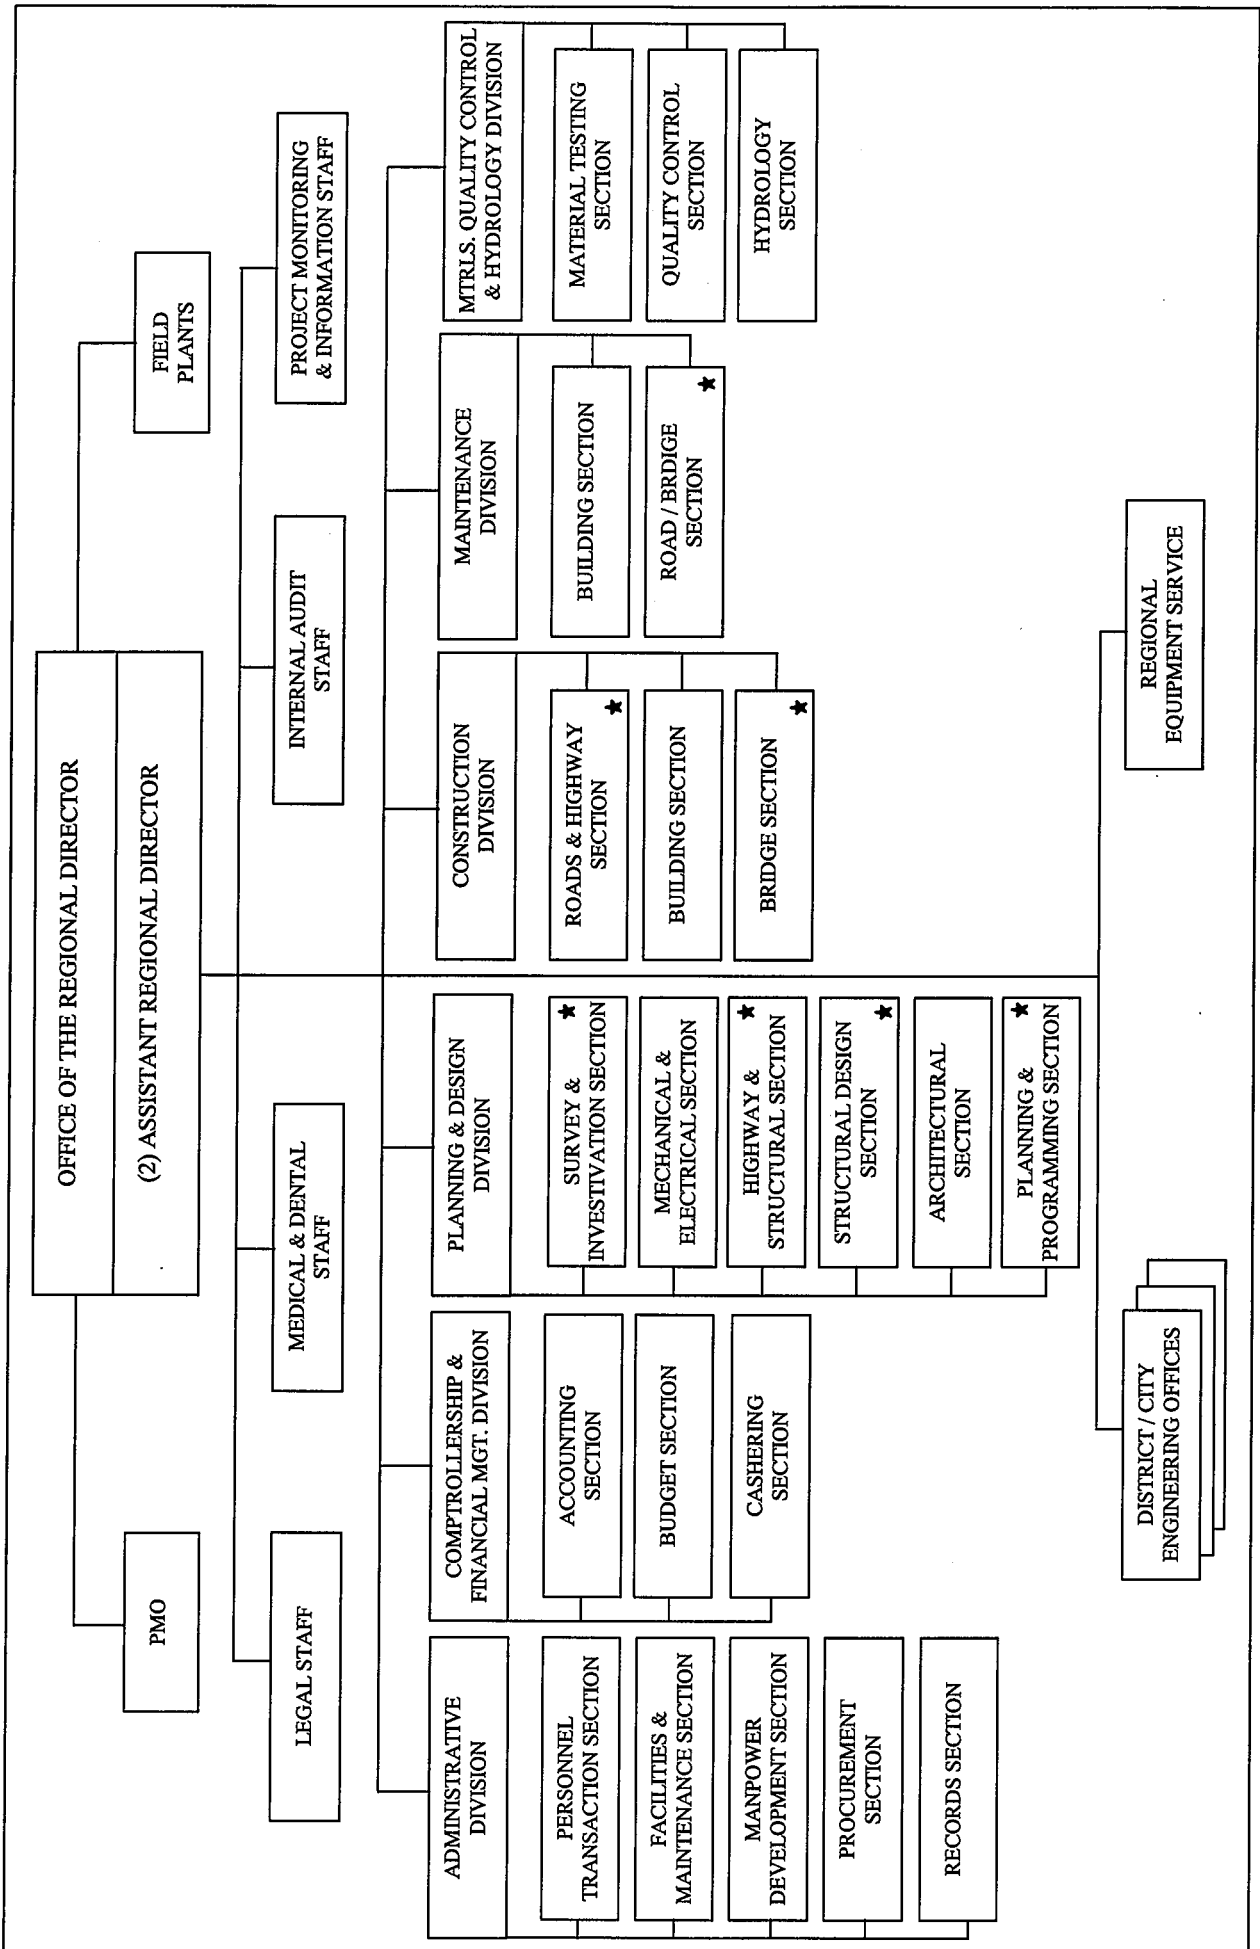 OFFICE OF THE REGIONAL DIRECTOR
(2) ASSISTANT REGIONAL DIRECTOR
PMO
FIELD
PLANTS
LEGAL STAFF
MEDICAL & DENTAL
STAFF
INTERNAL AUDIT
STAFF
PROJECT MONITORING
& INFORMATION STAFF
ADMINISTRATIVE
DIVISION
PERSONNEL
TRANSACTION SECTION
FACILITIES &
MAINTENANCE SECTION
MANPOWER
DEVELOPMENT SECTION
PROCUREMENT
SECTION
RECORDS SECTION
COMPTROLLERSHIP &
FINANCIAL MGT. DIVISION
ACCOUNTING
SECTION
BUDGET SECTION
CASHERING
SECTION
PLANNING & DESIGN
DIVISION
SURVEY & ★
INVESTIVATION SECTION
MECHANICAL &
ELECTRICAL SECTION
HIGHWAY & ★
STRUCTURAL SECTION
STRUCTURAL DESIGN
SECTION ★
ARCHITECTURAL
SECTION
PLANNING & ★
PROGRAMMING SECTION
CONSTRUCTION
DIVISION
ROADS & HIGHWAY
SECTION ★
BUILDING SECTION
BRIDGE SECTION ★
MAINTENANCE
DIVISION
BUILDING SECTION
ROAD / BRDIGE
SECTION ★
MTRLS. QUALITY CONTROL
& HYDROLOGY DIVISION
MATERIAL TESTING
SECTION
QUALITY CONTROL
SECTION
HYDROLOGY
SECTION
DISTRICT / CITY
ENGINEERING OFFICES
REGIONAL
EQUIPMENT SERVICE